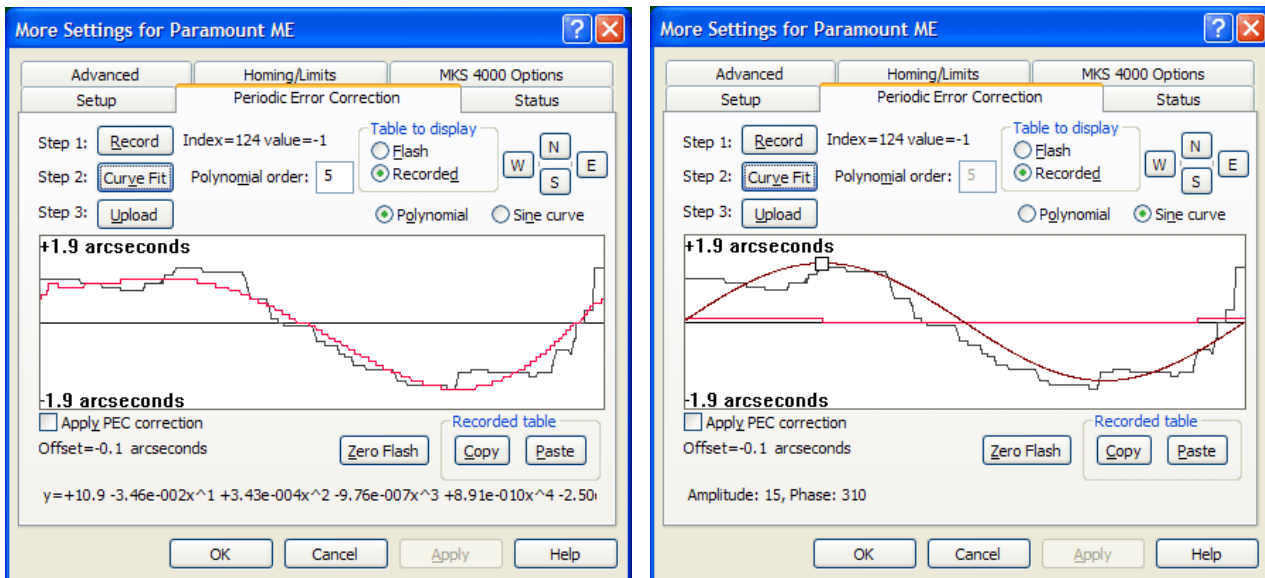 More Settings for Paramount ME
Advanced Homing/Limits MKS 4000 Options
Setup Periodic Error Correction Status
Step 1: Record Index=124 value=-1
Table to display
Flash
Recorded
N
W E
S
Step 2: Curve Fit Polynomial order: 5
Step 3: Upload
Polynomial Sine curve
+1.9 arcseconds
-1.9 arcseconds
Apply PEC correction
Offset=-0.1 arcseconds
Zero Flash
Recorded table
Copy Paste
y=+10.9 -3.46e-002x^1 +3.43e-004x^2 -9.76e-007x^3 +8.91e-010x^4 -2.50
OK Cancel Apply Help
More Settings for Paramount ME
Advanced Homing/Limits MKS 4000 Options
Setup Periodic Error Correction Status
Step 1: Record Index=124 value=-1
Table to display
Flash
Recorded
N
W E
S
Step 2: Curve Fit Polynomial order: 5
Step 3: Upload
Polynomial Sine curve
+1.9 arcseconds
-1.9 arcseconds
Apply PEC correction
Offset=-0.1 arcseconds
Zero Flash
Recorded table
Copy Paste
Amplitude: 15, Phase: 310
OK Cancel Apply Help